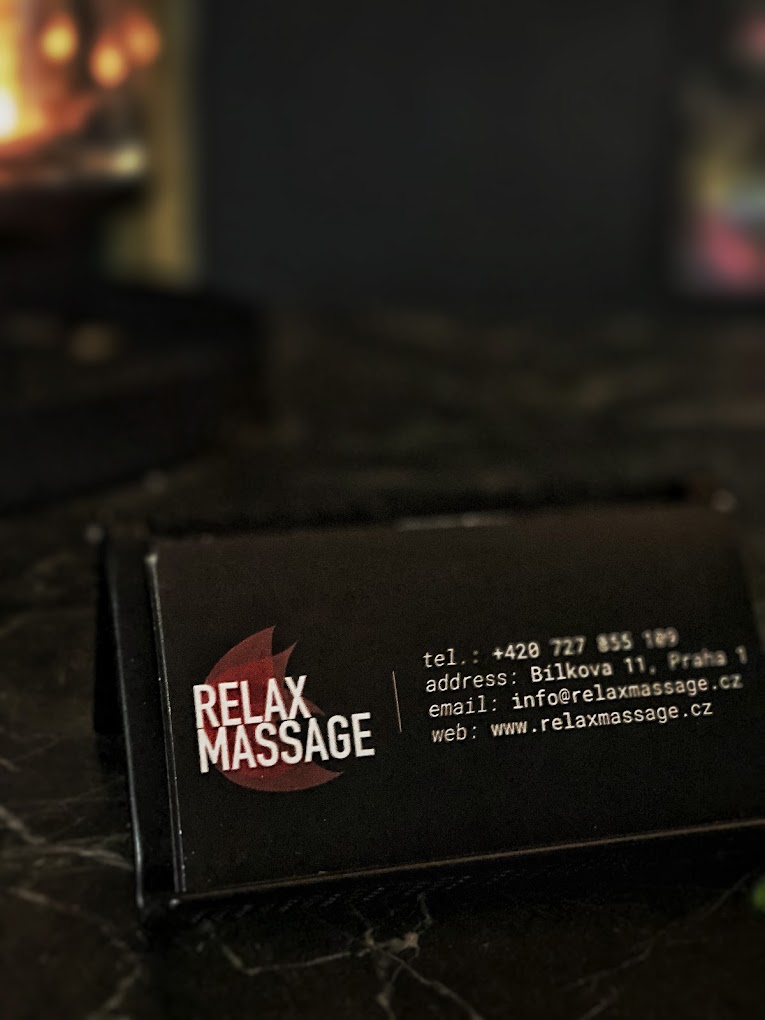 RELAX
MASSAGE
tel.: +420 727 855 109
address: Bílkova 11, Praha 1
email: info@relaxmassage.cz
web: www.relaxmassage.cz